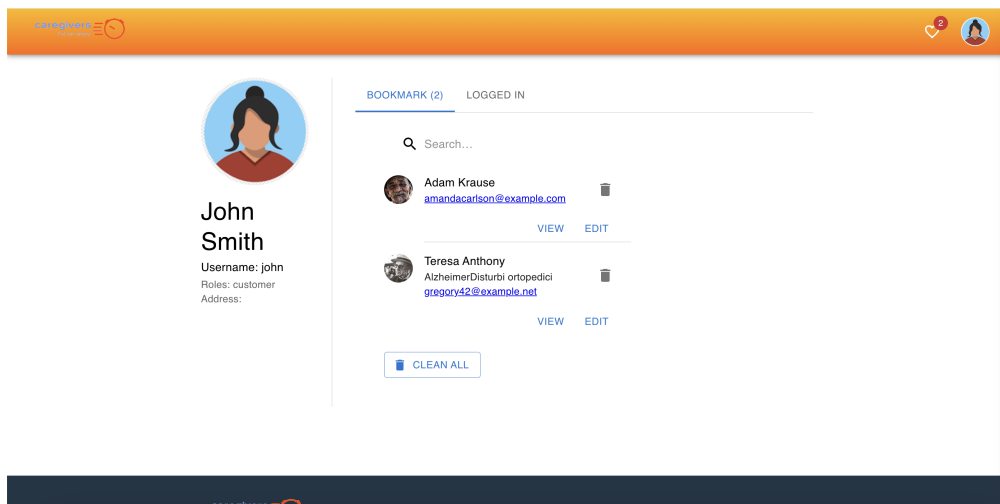 caregivers
2
BOOKMARK (2)
LOGGED IN
Search…
Adam Krause
amandacarlson@example.com
VIEW
EDIT
John
Smith
Username: john
Roles: customer
Address:
Teresa Anthony
AlzheimerDisturbi ortopedici
gregory42@example.net
VIEW
EDIT
CLEAN ALL